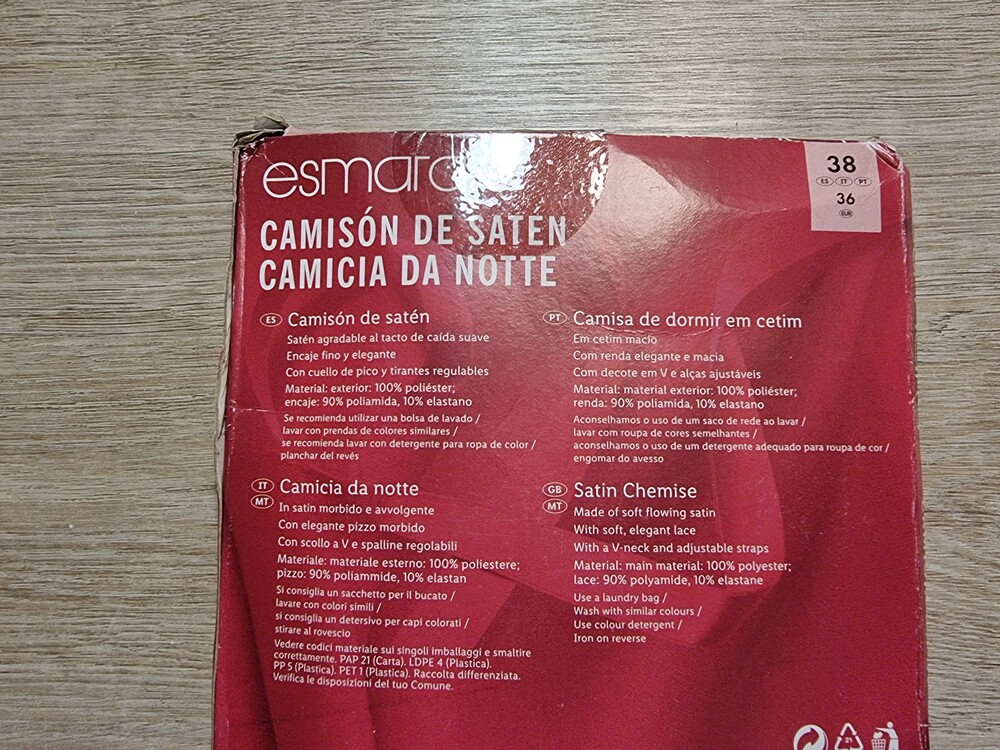 esmara
38
ES IT PT
36
EUR
CAMISÓN DE SATÉN
CAMICIA DA NOTTE
ES Camisón de satén
Satén agradable al tacto de caída suave
Encaje fino y elegante
Con cuello de pico y tirantes regulables
Material: exterior: 100% poliéster;
encaje: 90% poliamida, 10% elastano
Se recomienda utilizar una bolsa de lavado /
lavar con prendas de colores similares /
se recomienda lavar con detergente para ropa de color /
planchar del revés
PT Camisa de dormir em cetim
Em cetim macio
Com renda elegante e macia
Com decote em V e alças ajustáveis
Material: material exterior: 100% poliéster;
renda: 90% poliamida, 10% elastano
Aconselhamos o uso de um saco de rede ao lavar /
lavar com roupa de cores semelhantes /
aconselhamos o uso de um detergente adequado para roupa de cor /
engomar do avesso
IT MT Camicia da notte
In satin morbido e avvolgente
Con elegante pizzo morbido
Con scollo a V e spalline regolabili
Materiale: materiale esterno: 100% poliestere;
pizzo: 90% poliammide, 10% elastan
Si consiglia un sacchetto per il bucato /
lavare con colori simili /
si consiglia un detersivo per capi colorati /
stirare al rovescio
Vedere codici materiale sui singoli imballaggi e smaltire
correttamente. PAP 21 (Carta). LDPE 4 (Plastica).
PP 5 (Plastica). PET 1 (Plastica). Raccolta differenziata.
Verifica le disposizioni del tuo Comune.
GB MT Satin Chemise
Made of soft flowing satin
With soft, elegant lace
With a V-neck and adjustable straps
Material: main material: 100% polyester;
lace: 90% polyamide, 10% elastane
Use a laundry bag /
Wash with similar colours /
Use colour detergent /
Iron on reverse
21